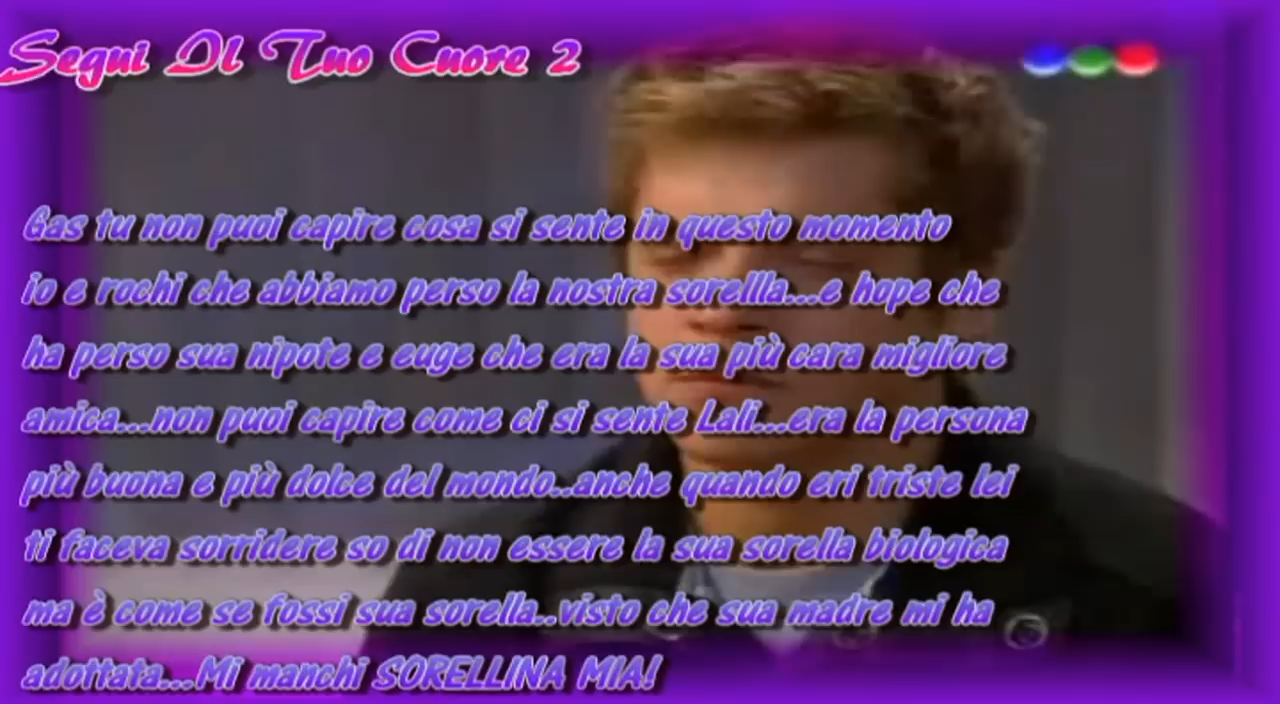 Segui Il Tuo Cuore 2
Gas tu non puoi capire cosa si sente in questo momento
io e rochi che abbiamo perso la nostra sorellla...e hope che
ha perso sua nipote e euge che era la sua più cara migliore
amica...non puoi capire come ci si sente Lali...era la persona
più buona e più dolce del mondo..anche quando eri triste lei
ti faceva sorridere so di non essere la sua sorella biologica
ma è come se fossi sua sorella..visto che sua madre mi ha
adottata...Mi manchi SORELLINA MIA!